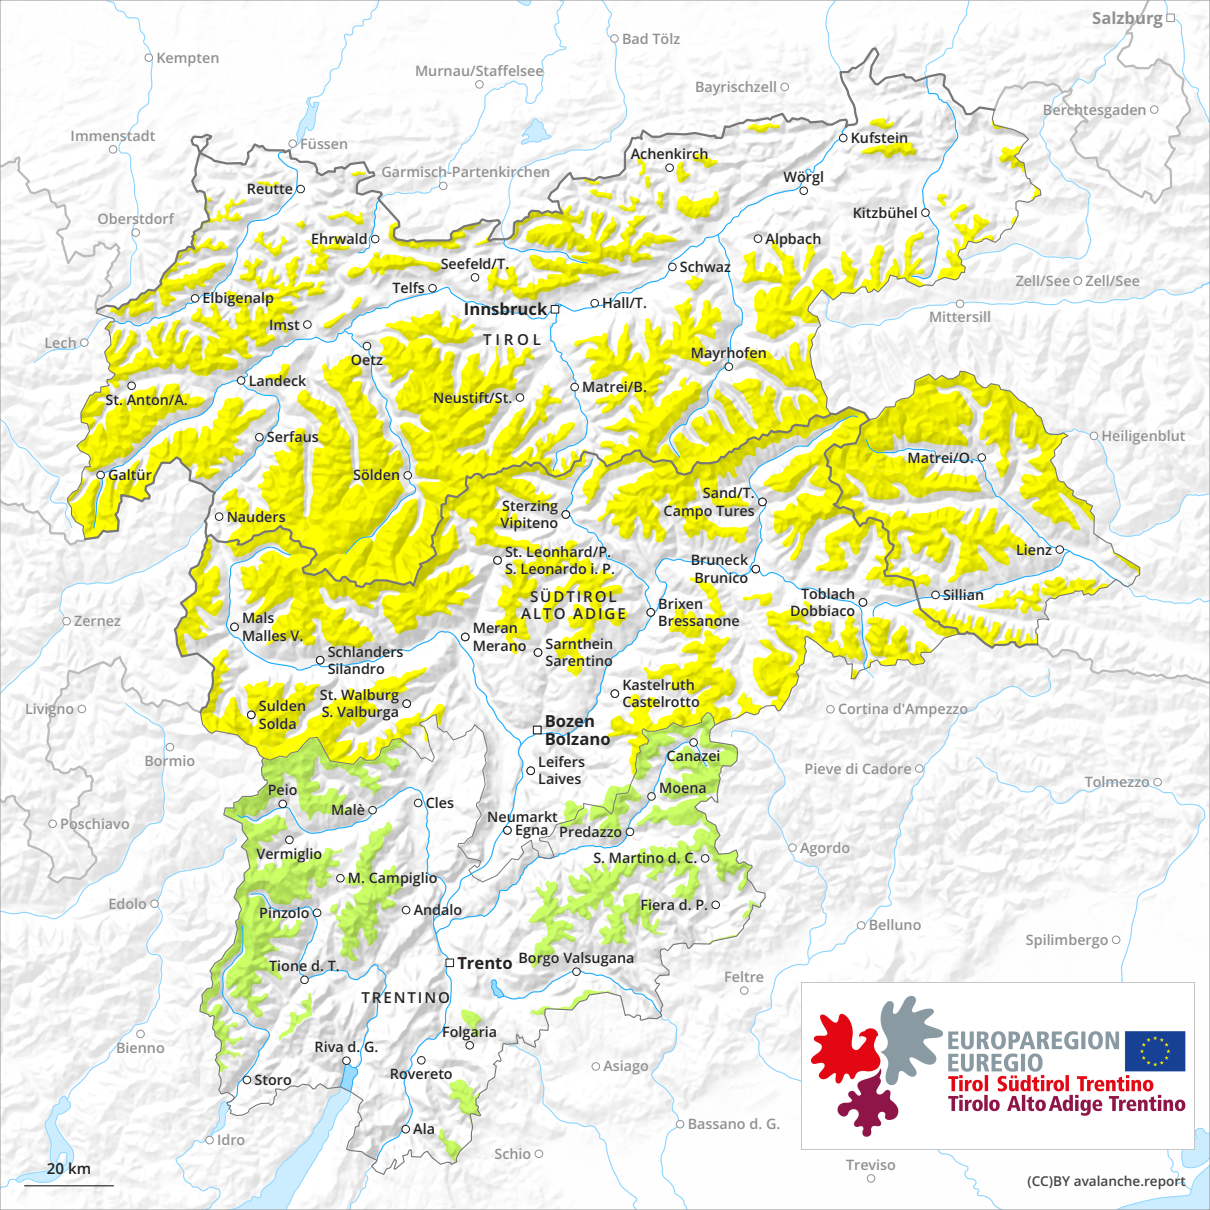 Salzburg
Bad Tölz
Kempten
Murnau/Staffelsee
Bayrischzell
Berchtesgaden
Immenstadt
Füssen
Kufstein
Achenkirch
Garmisch-Partenkirchen
Wörgl
Reutte
Oberstdorf
Kitzbühel
Ehrwald
Alpbach
Seefeld/T.
Schwaz
Zell/See
Zell/See
Telfs
Elbigenalp
Hall/T.
Innsbruck
Mittersill
Imst
TIROL
Lech
Oetz
Mayrhofen
Landeck
Matrei/B.
St. Anton/A.
Neustift/St.
Serfaus
Heiligenblut
Matrei/O.
Galtür
Sölden
Sand/T.
Campo Tures
Sterzing
Vipiteno
Nauders
St. Leonhard/P.
S. Leonardo i. P.
Lienz
Bruneck
Brunico
SÜDTIROL
ALTO ADIGE
Toblach
Dobbiaco
Sillian
Brixen
Bressanone
Zernez
Mals
Malles V.
Meran
Merano
Sarnthein
Sarentino
Schlanders
Silandro
Kastelruth
Castelrotto
St. Walburg
S. Valburga
Sulden
Solda
Livigno
Cortina d'Ampezzo
Bozen
Bolzano
Bormio
Canazei
Leifers
Laives
Pieve di Cadore
Tolmezzo
Peio
Moena
Malè
Cles
Neumarkt
Egna
Predazzo
Poschiavo
Vermiglio
S. Martino d. C.
Agordo
M. Campiglio
Edolo
Pinzolo
Andalo
Fiera d. P.
Belluno
Spilimbergo
Trento
Borgo Valsugana
Tione d. T.
Feltre
TRENTINO
Folgaria
Bienno
Riva d. G.
Rovereto
Asiago
Storo
Ala
Bassano d. G.
Idro
Schio
Treviso
EUROPAREGION
EUREGIO
Tirol Südtirol Trentino
Tirolo Alto Adige Trentino
20 km
(CC)BY avalanche.report